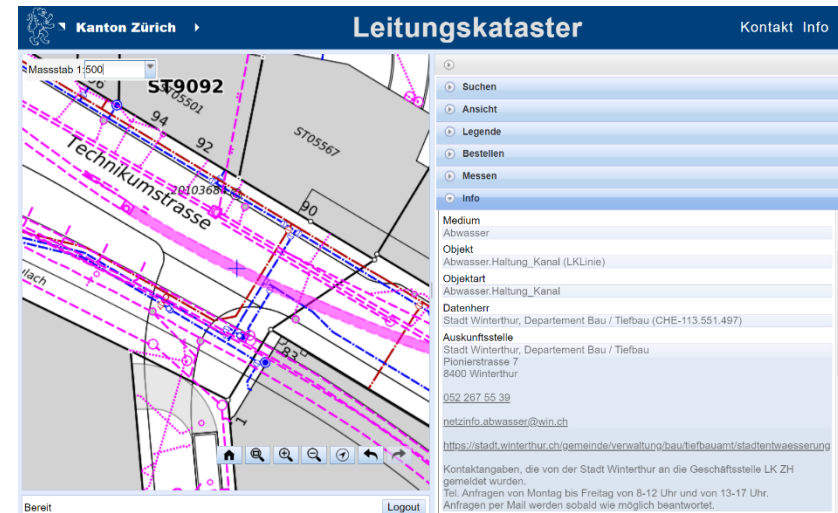 Kanton Zürich
Leitungskataster
Kontakt Info
Massstab 1:500
ST9092
ST05501
94
92
ST05567
Technikumstrasse
2010368
90
83
1
Bereit
Logout
Suchen
Ansicht
Legende
Bestellen
Messen
Info
Medium
Abwasser
Objekt
Abwasser.Haltung_Kanal (LKLinie)
Objektart
Abwasser.Haltung_Kanal
Datenherr
Stadt Winterthur, Departement Bau / Tiefbau (CHE-113.551.497)
Auskunftsstelle
Stadt Winterthur, Departement Bau / Tiefbau
Pionierstrasse 7
8400 Winterthur
052 267 55 39
netzinfo.abwasser@win.ch
https://stadt.winterthur.ch/gemeinde/verwaltung/bau/tiefbauamt/stadtentwaesserung
Kontaktangaben, die von der Stadt Winterthur an die Geschäftsstelle LK ZH
gemeldet wurden.
Tel. Anfragen von Montag bis Freitag von 8-12 Uhr und von 13-17 Uhr.
Anfragen per Mail werden sobald wie möglich beantwortet.